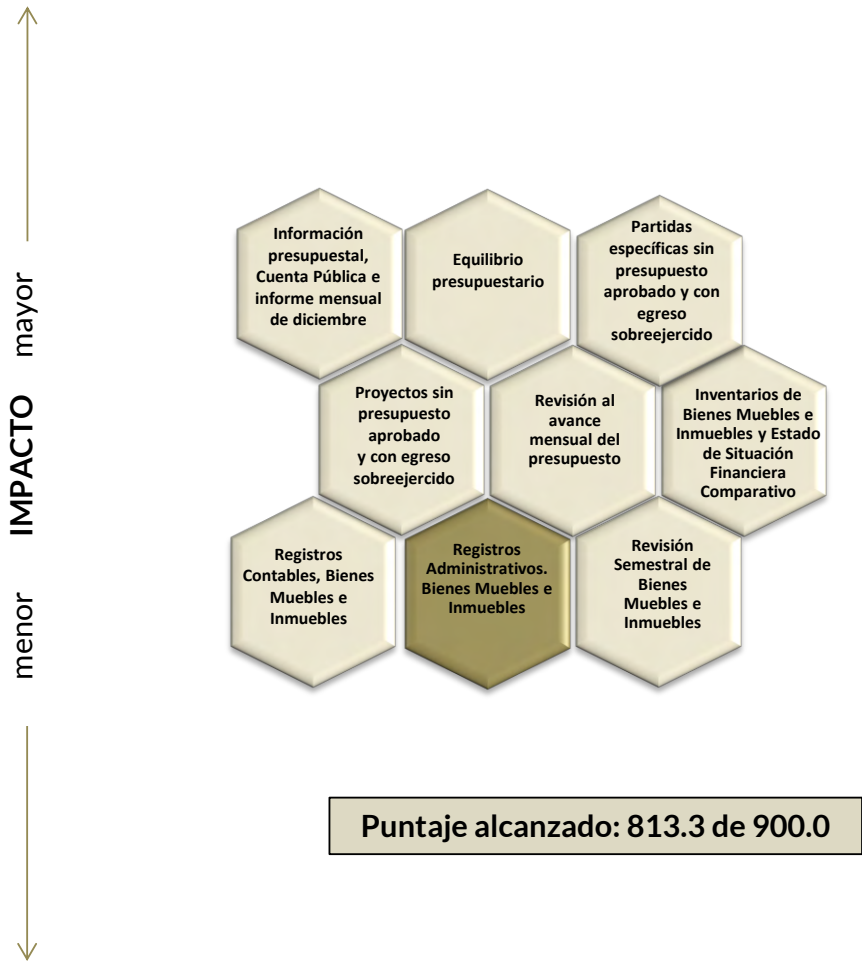 mayor
IMPACTO
menor
Información
presupuestal,
Cuenta Pública e
informe mensual
de diciembre
Equilibrio
presupuestario
Partidas
específicas sin
presupuesto
aprobado y con
egreso
sobreejercido
Proyectos sin
presupuesto
aprobado
y con egreso
sobreejercido
Revisión al
avance
mensual del
presupuesto
Inventarios de
Bienes Muebles e
Inmuebles y Estado
de Situación
Financiera
Comparativo
Registros
Contables, Bienes
Muebles e
Inmuebles
Registros
Administrativos.
Bienes Muebles e
Inmuebles
Revisión
Semestral de
Bienes
Muebles e
Inmuebles
Puntaje alcanzado: 813.3 de 900.0